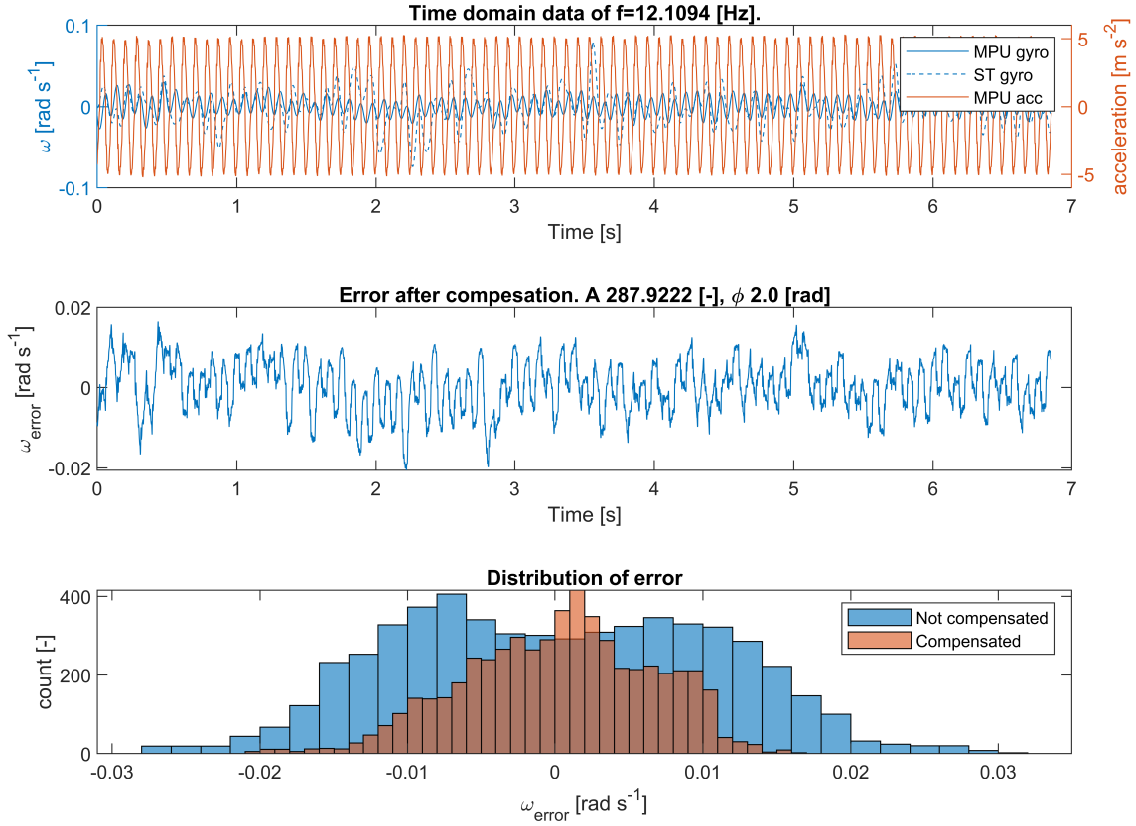 Time domain data of f=12.1094 [Hz].
0.1
0
-0.1
ω [rad s-1]
5
0
-5
acceleration [m s-2]
MPU gyro
ST gyro
MPU acc
0 1 2 3 4 5 6 7
Time [s]
Error after compesation. A 287.9222 [-], ϕ 2.0 [rad]
0.02
0
-0.02
ωerror [rad s-1]
0 1 2 3 4 5 6 7
Time [s]
Distribution of error
400
200
0
count [-]
Not compensated
Compensated
-0.03 -0.02 -0.01 0 0.01 0.02 0.03
ωerror [rad s-1]